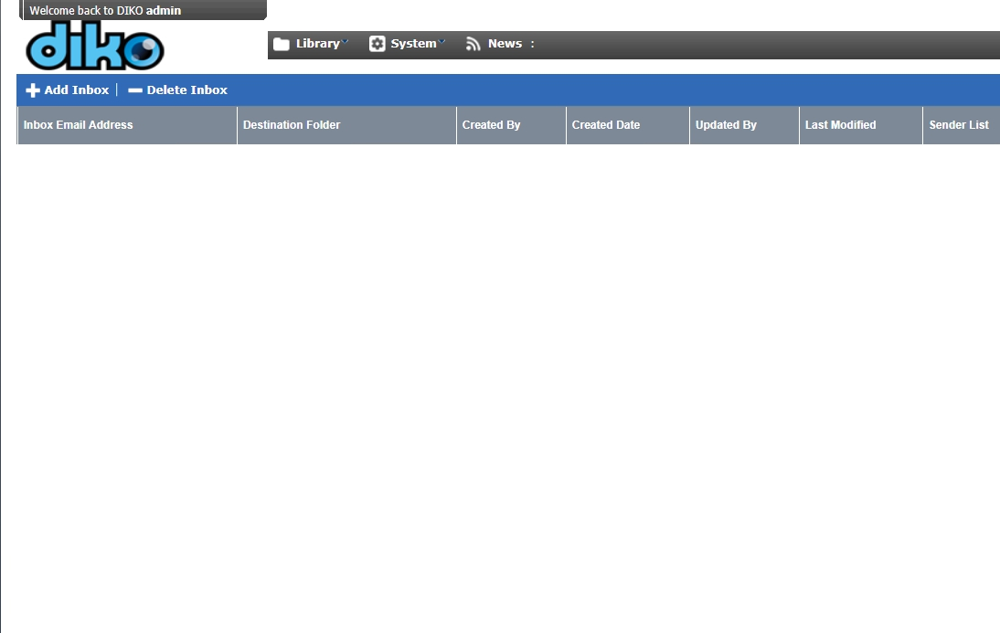 Welcome back to DIKO admin
diko
Library System News :
Add Inbox | Delete Inbox
Inbox Email Address Destination Folder Created By Created Date Updated By Last Modified Sender List